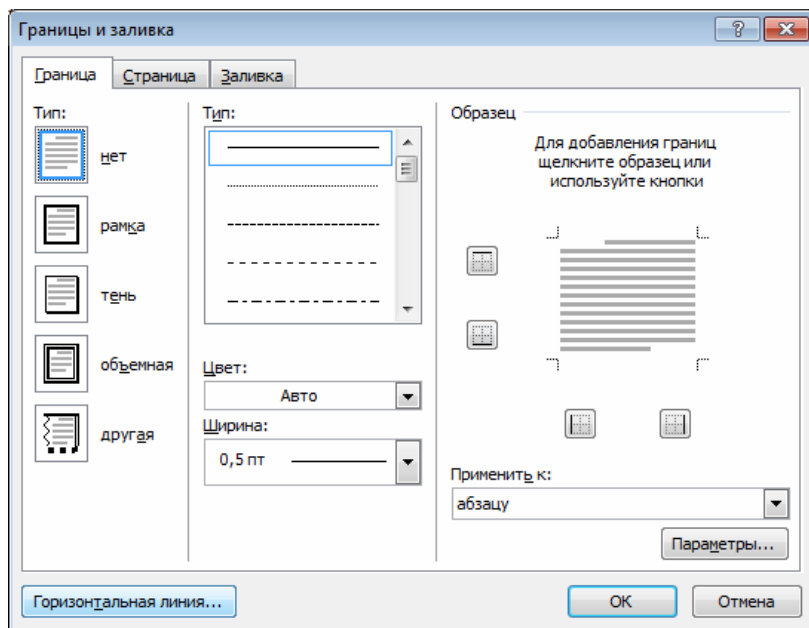 Границы и заливка
Граница Страница Заливка
Тип:
нет
рамка
тень
объемная
другая
Тип:
Цвет:
Авто
Ширина:
0,5 пт
Образец
Для добавления границ
щелкните образец или
используйте кнопки
Применить к:
абзацу
Параметры...
Горизонтальная линия...
ОК
Отмена